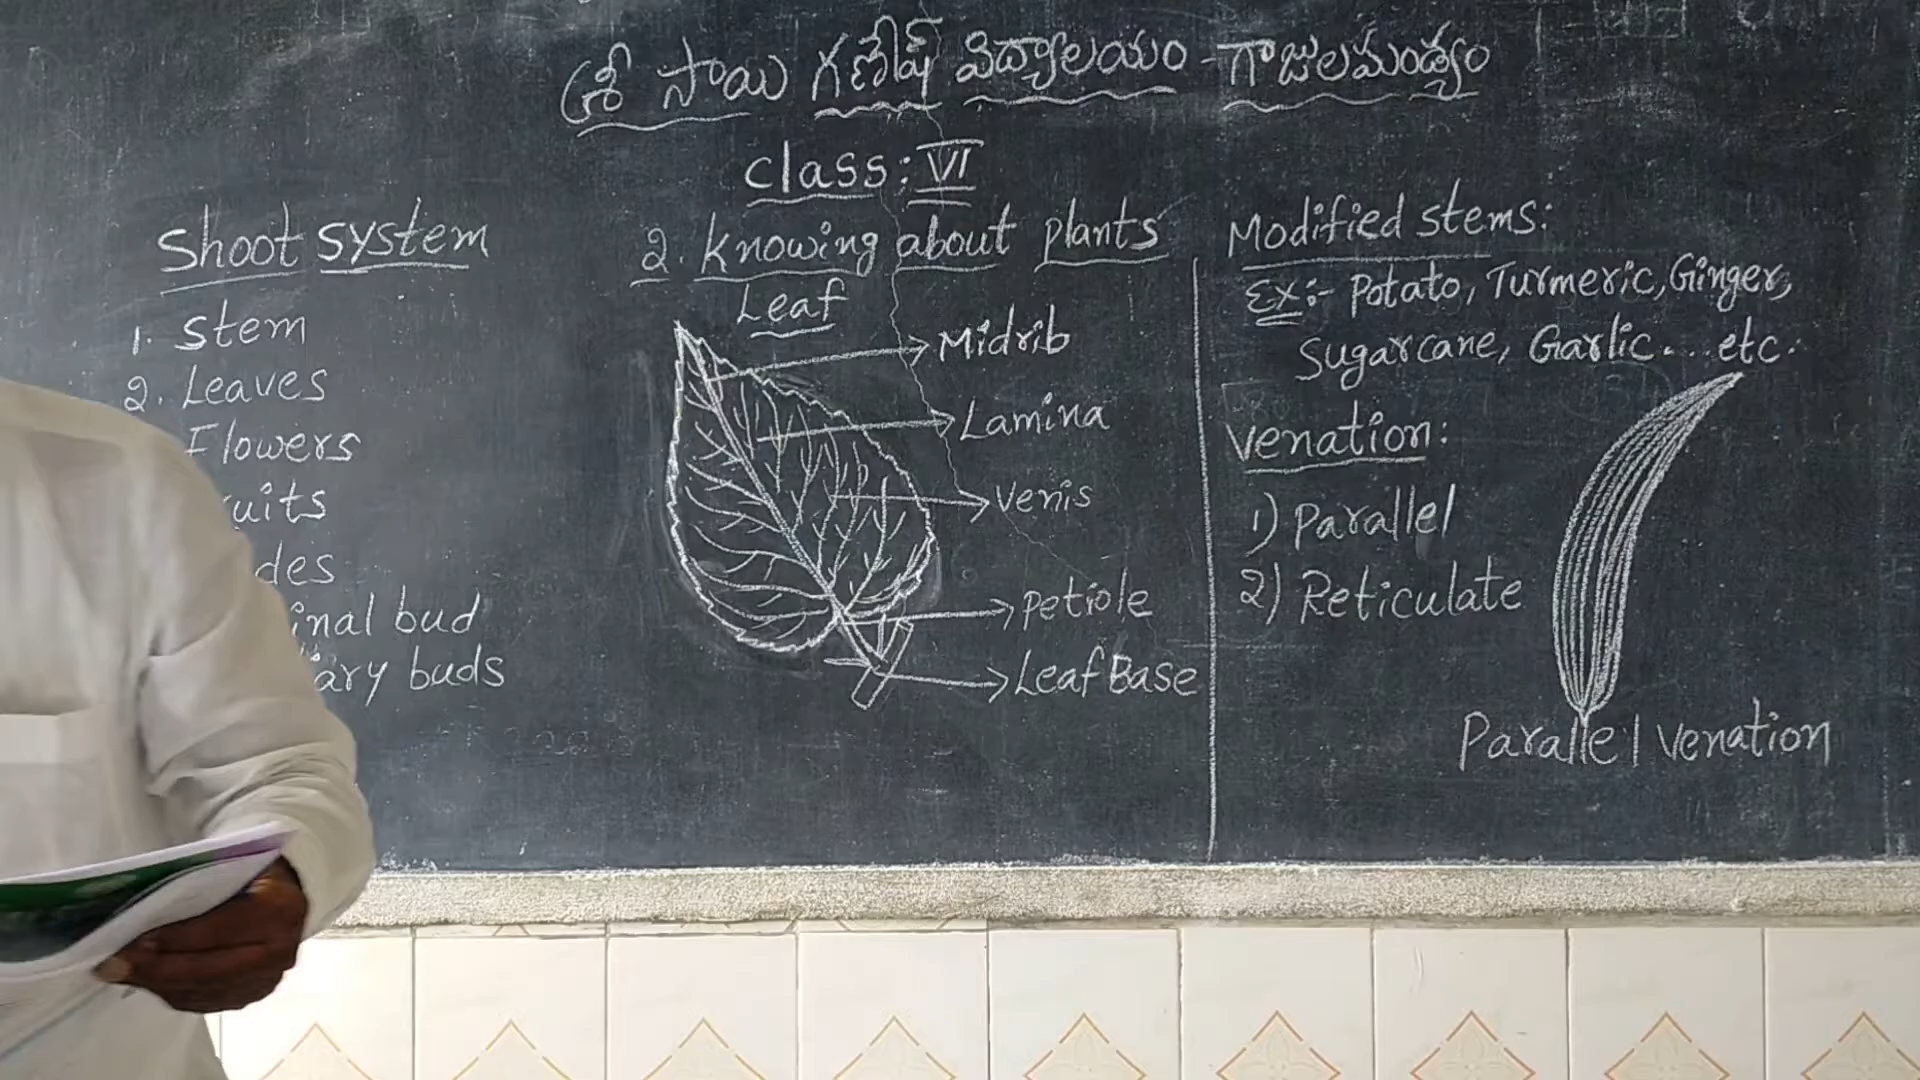 శ్రీ సాయి గణేష్ విద్యాలయం - గాజులమండ్యం
class: VI
2. Knowing about plants
Shoot system
1. Stem
2. Leaves
Flowers
uits
des
inal bud
ary buds
Leaf
Midrib
Lamina
Venis
Petiole
Leaf Base
Modified stems:
Ex:- Potato, Turmeric, Ginger,
Sugarcane, Garlic... etc.
Venation:
1) Parallel
2) Reticulate
Parallel venation